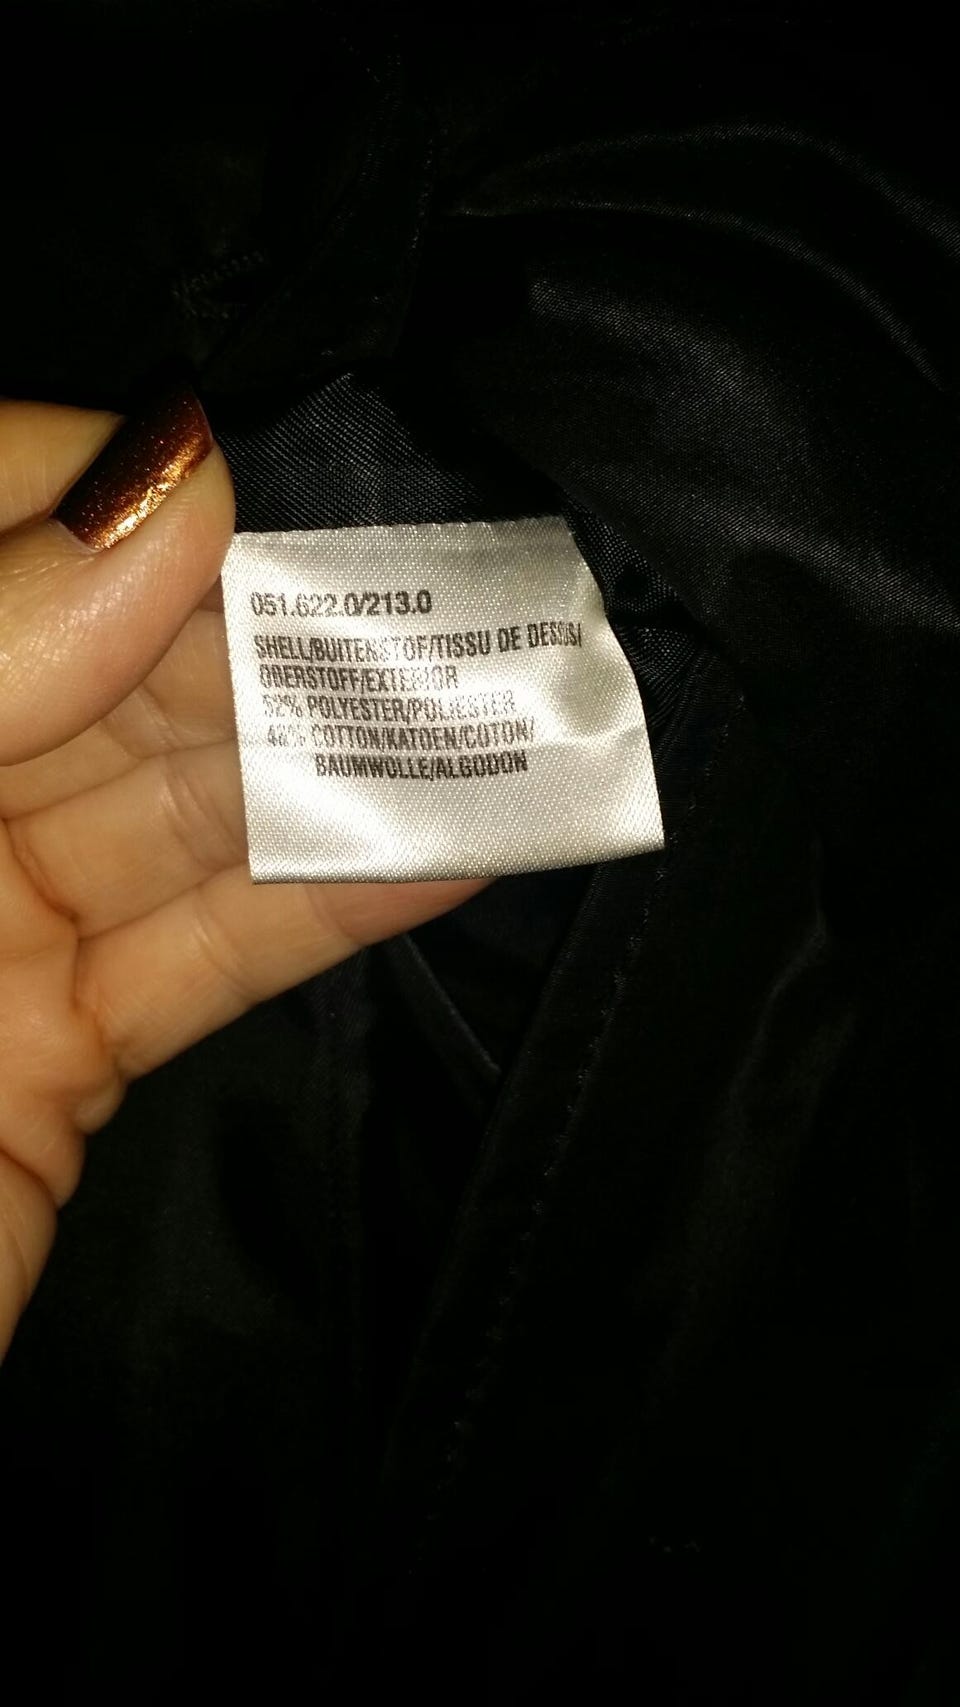 051.622.0/213.0
SHELL/BUITENSTOF/TISSU DE DESSUS/
OBERSTOFF/EXTERIOR
52% POLYESTER/POLIESTER
48% COTTON/KATOEN/COTON/
BAUMWOLLE/ALGODON